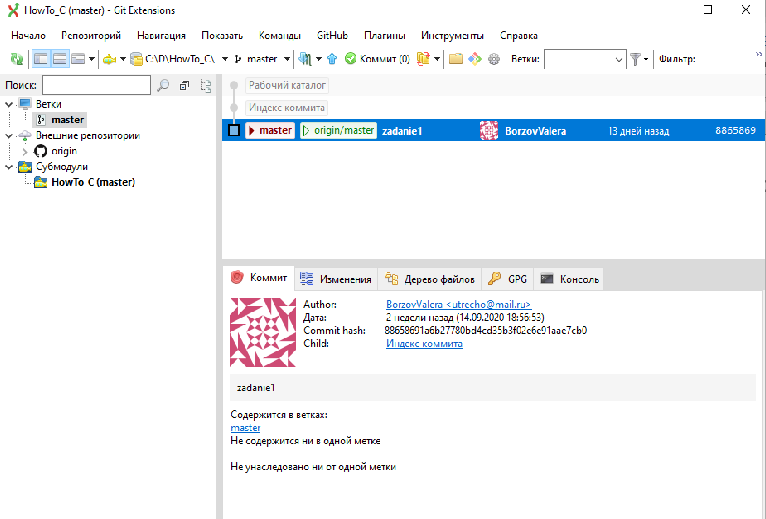 HowTo_C (master) - Git Extensions
Начало Репозиторий Навигация Показать Команды GitHub Плагины Инструменты Справка
C:\D\HowTo_C\ master Коммит (0) Ветки: Фильтр:
Поиск:
Ветки
master
Внешние репозитории
origin
Субмодули
HowTo_C (master)
Рабочий каталог
Индекс коммита
master origin/master zadanie1 BorzovValera 13 дней назад 8865869
Коммит Изменения Дерево файлов GPG Консоль
Author: BorzovValera <utrecho@mail.ru>
Дата: 2 недели назад (14.09.2020 18:56:53)
Commit hash: 88658691a6b27780bd4cd35b3f02e6e91aae7cb0
Child: Индекс коммита
zadanie1
Содержится в ветках:
master
Не содержится ни в одной метке
Не унаследовано ни от одной метки